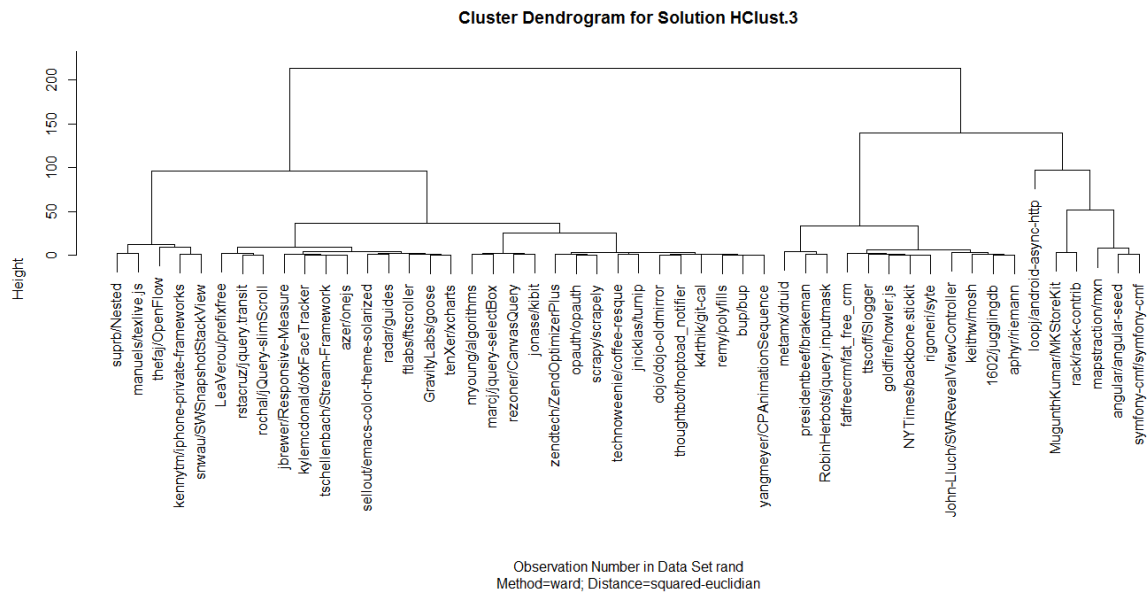 Cluster Dendrogram for Solution HClust.3
Height
200
150
100
50
0
suprb/Nested
manuels/texlive.js
thefaj/OpenFlow
kennytm/iphone-private-frameworks
snwau/SWSnapshotStackView
LeaVerou/prefixfree
rstacruz/jquery.transit
rochal/jQuery-slimScroll
jbrewer/Responsive-Measure
kylemcdonald/ofxFaceTracker
tschellenbach/Stream-Framework
azer/onejs
sellout/emacs-color-theme-solarized
radar/guides
ftlabs/ftscroller
GravityLabs/goose
tenXer/xcharts
nryoung/algorithms
marcj/jquery-selectBox
rezoner/CanvasQuery
jonase/kibit
zendtech/ZendOptimizerPlus
opauth/opauth
scrapy/scrapely
technoweenie/coffee-resque
jnicklas/turnip
dojo/dojo-oldmirror
thoughtbot/hoptoad_notifier
k4rthik/git-cal
remy/polyfills
bup/bup
yangmeyer/CPAnimationSequence
metamx/druid
presidentbeef/brakeman
RobinHerbots/jquery.inputmask
fatfreecrm/fat_free_crm
ttscoff/Slogger
goldfire/howler.js
NYTimes/backbone.stickit
rigoneri/syte
John-Lluch/SWRevealViewController
keithw/mosh
1602/jugglingdb
aphyr/riemann
loopj/android-async-http
MugunthKumar/MKStoreKit
rack/rack-contrib
mapstraction/mxn
angular/angular-seed
symfony-cmf/symfony-cmf
Observation Number in Data Set rand
Method=ward; Distance=squared-euclidian